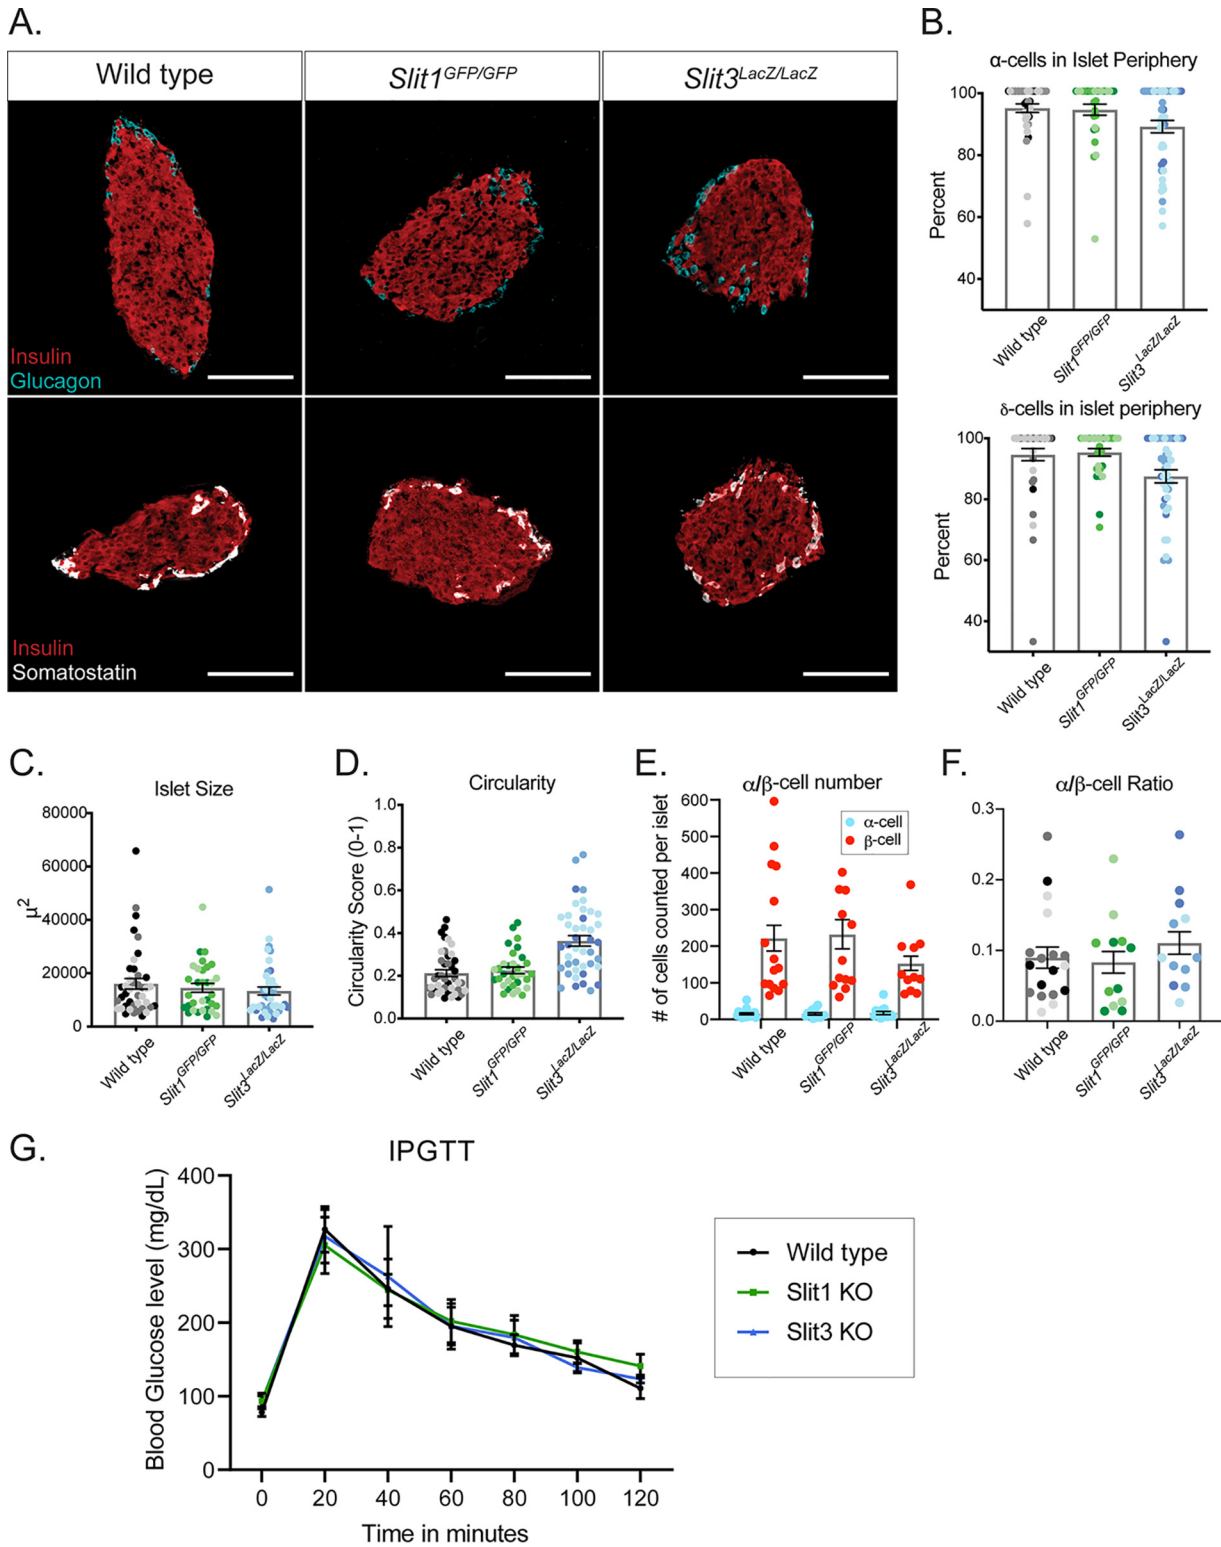 A.
Wild type
Slit1GFP/GFP
Slit3LacZ/LacZ
Insulin
Glucagon
Insulin
Somatostatin
B.
α-cells in Islet Periphery
Percent
100
80
60
40
Wild type
Slit1GFP/GFP
Slit3LacZ/LacZ
δ-cells in islet periphery
Percent
100
80
60
40
Wild type
Slit1GFP/GFP
Slit3LacZ/LacZ
C.
Islet Size
μ2
80000
60000
40000
20000
0
Wild type
Slit1GFP/GFP
Slit3LacZ/LacZ
D.
Circularity
Circularity Score (0-1)
1.0
0.8
0.6
0.4
0.2
0.0
Wild type
Slit1GFP/GFP
Slit3LacZ/LacZ
E.
α/β-cell number
# of cells counted per islet
600
500
400
300
200
100
0
α-cell
β-cell
Wild type
Slit1GFP/GFP
Slit3LacZ/LacZ
F.
α/β-cell Ratio
0.3
0.2
0.1
0.0
Wild type
Slit1GFP/GFP
Slit3LacZ/LacZ
G.
IPGTT
Blood Glucose level (mg/dL)
400
300
200
100
0
0 20 40 60 80 100 120
Time in minutes
Wild type
Slit1 KO
Slit3 KO